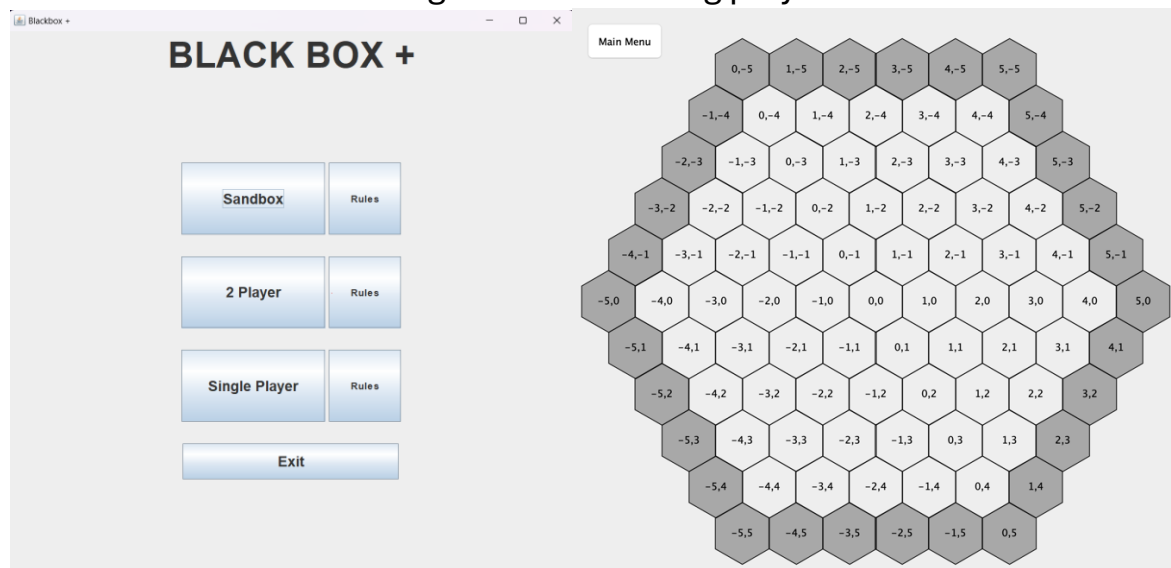 Blackbox +
BLACK BOX +
Sandbox
Rules
2 Player
Rules
Single Player
Rules
Exit
Main Menu
0,-5 1,-5 2,-5 3,-5 4,-5 5,-5
-1,-4 0,-4 1,-4 2,-4 3,-4 4,-4 5,-4
-2,-3 -1,-3 0,-3 1,-3 2,-3 3,-3 4,-3 5,-3
-3,-2 -2,-2 -1,-2 0,-2 1,-2 2,-2 3,-2 4,-2 5,-2
-4,-1 -3,-1 -2,-1 -1,-1 0,-1 1,-1 2,-1 3,-1 4,-1 5,-1
-5,0 -4,0 -3,0 -2,0 -1,0 0,0 1,0 2,0 3,0 4,0 5,0
-5,1 -4,1 -3,1 -2,1 -1,1 0,1 1,1 2,1 3,1 4,1
-5,2 -4,2 -3,2 -2,2 -1,2 0,2 1,2 2,2 3,2
-5,3 -4,3 -3,3 -2,3 -1,3 0,3 1,3 2,3
-5,4 -4,4 -3,4 -2,4 -1,4 0,4 1,4
-5,5 -4,5 -3,5 -2,5 -1,5 0,5